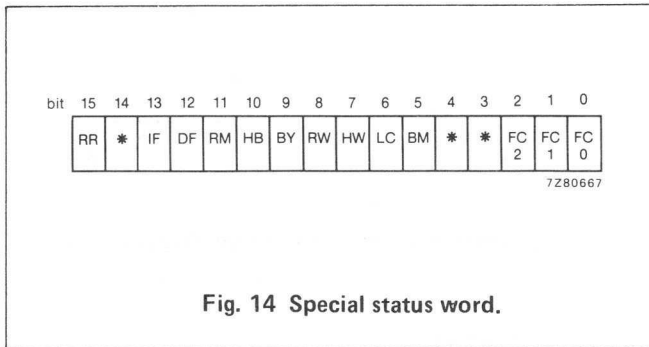 bit 15 14 13 12 11 10 9 8 7 6 5 4 3 2 1 0
RR * IF DF RM HB BY RW HW LC BM * * FC 2 FC 1 FC 0
7Z80667
Fig. 14 Special status word.